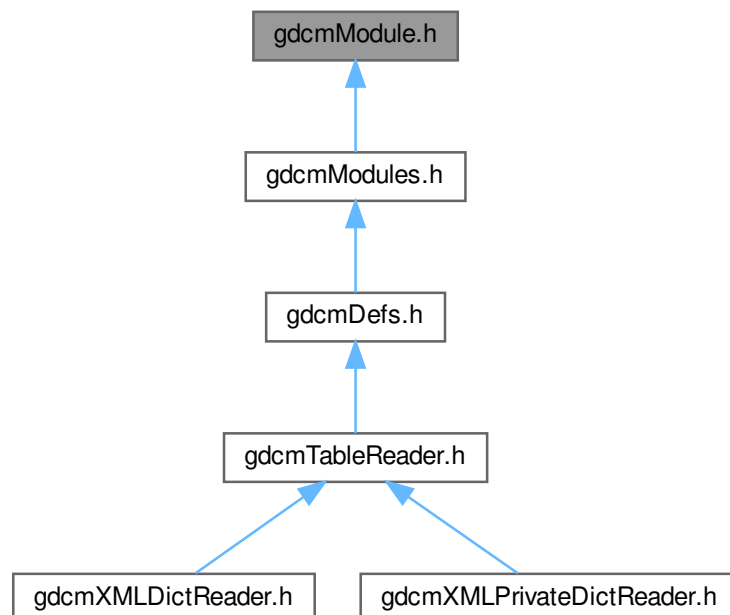 gdcmModule.h
gdcmModules.h
gdcmDefs.h
gdcmTableReader.h
gdcmXMLDictReader.h
gdcmXMLPrivateDictReader.h